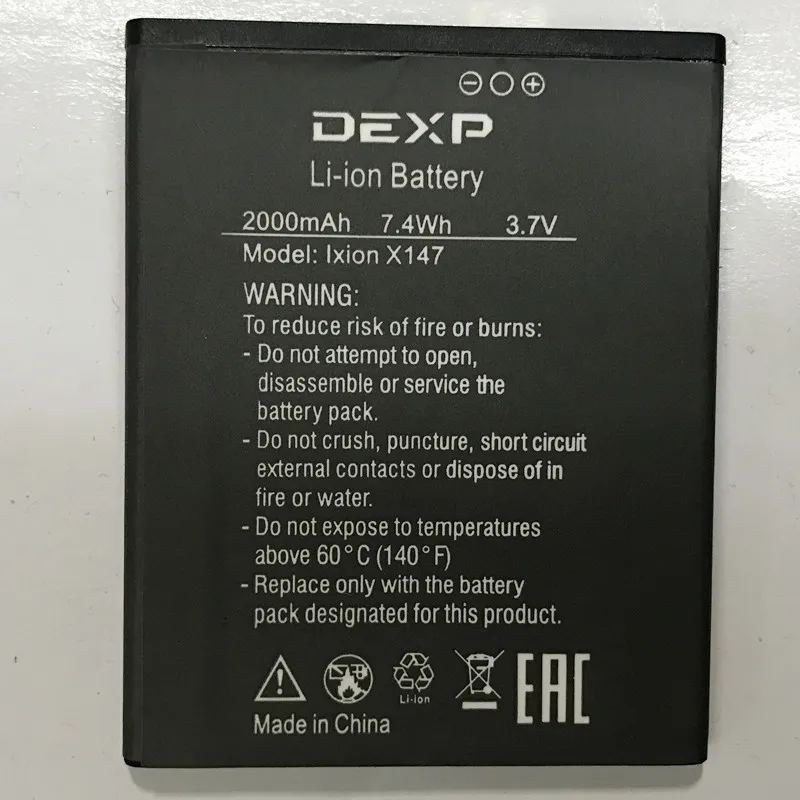 DEXP
Li-ion Battery
2000mAh 7.4Wh 3.7V
Model: Ixion X147
WARNING:
To reduce risk of fire or burns:
- Do not attempt to open,
disassemble or service the
battery pack.
- Do not crush, puncture, short circuit
external contacts or dispose of in
fire or water.
- Do not expose to temperatures
above 60°C (140°F)
- Replace only with the battery
pack designated for this product.
Li-ion
EAC
Made in China